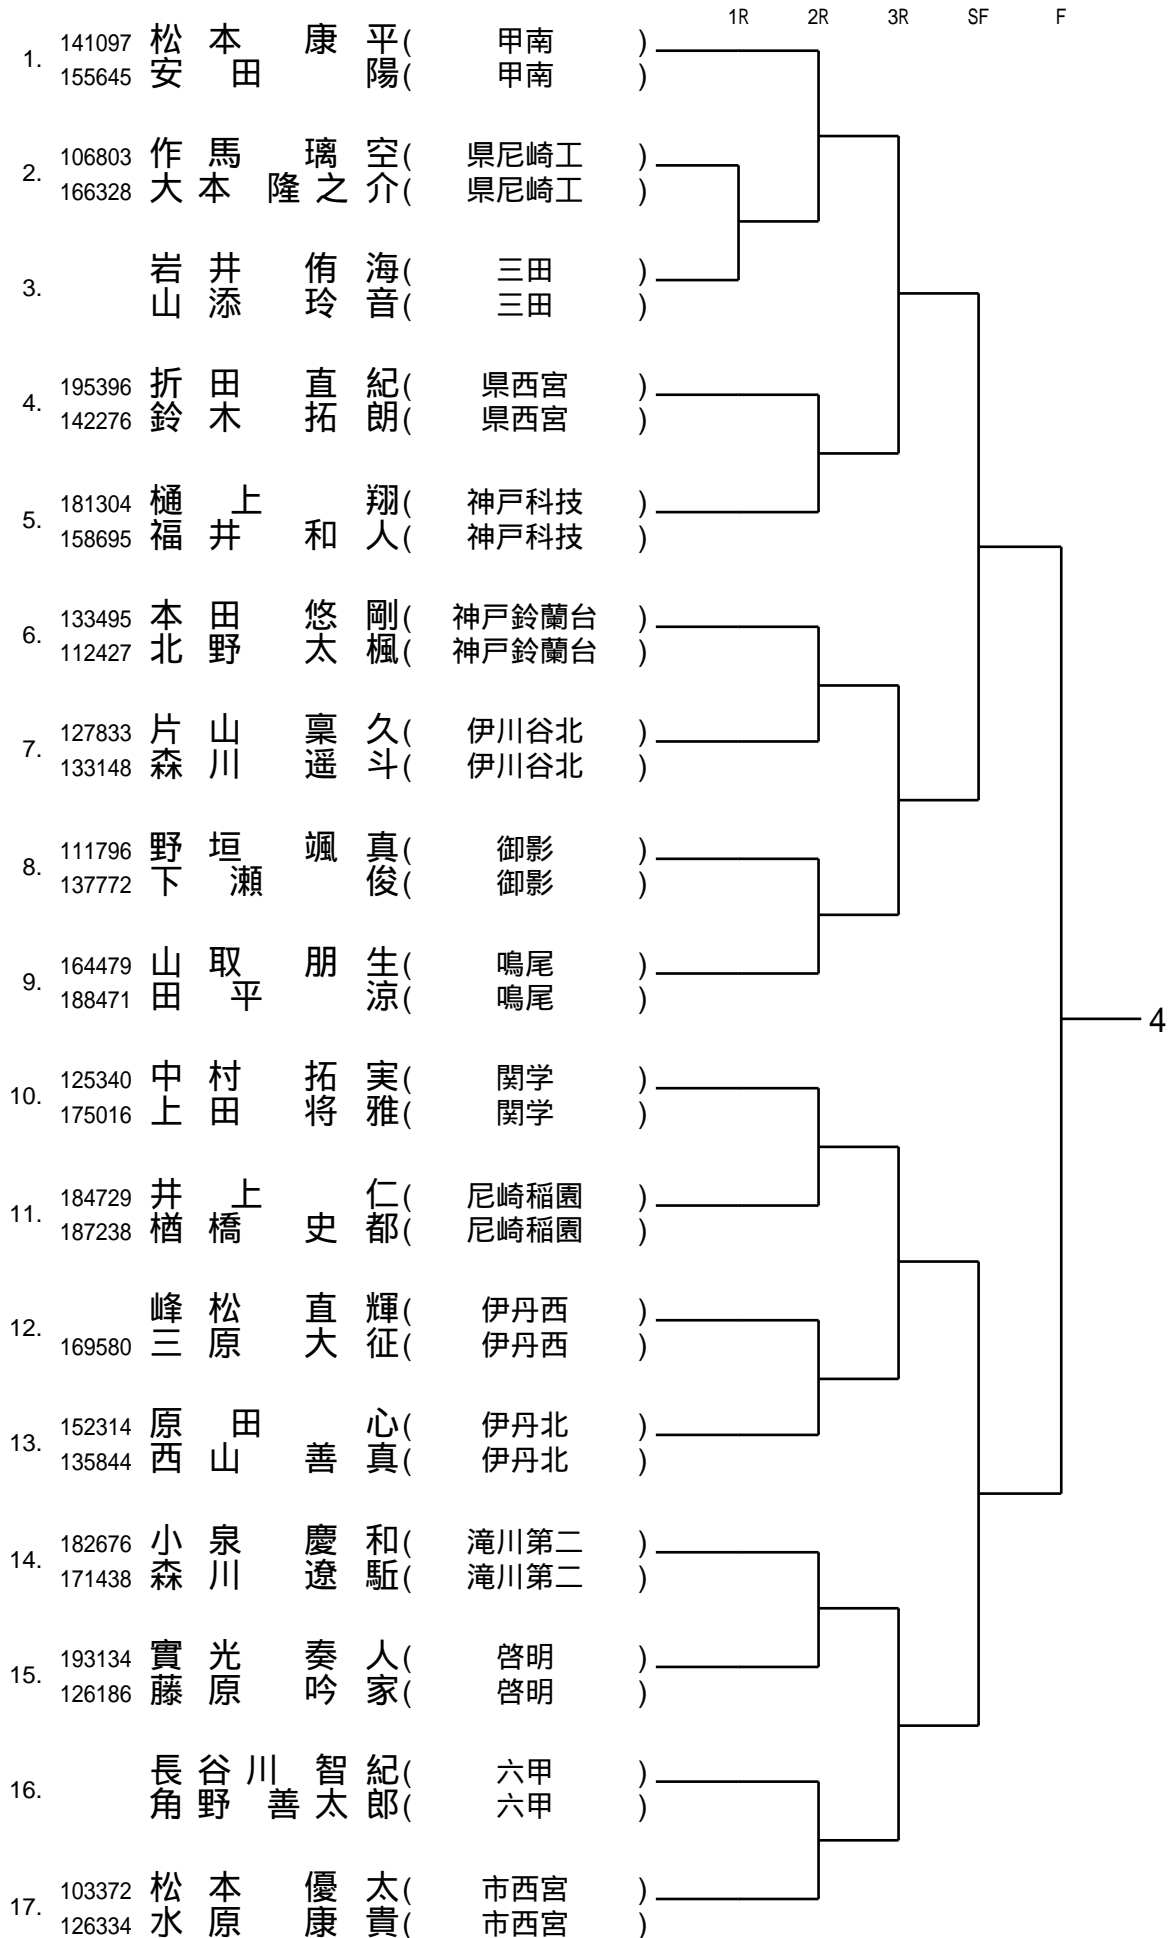 1R 2R 3R SF F
1. 141097 松本 康平( 甲南 )
155645 安田 陽( 甲南 )
2. 106803 作馬 璃空( 県尼崎工 )
166328 大本 隆之介( 県尼崎工 )
3. 岩井 侑海( 三田 )
山添 玲音( 三田 )
4. 195396 折田 直紀( 県西宮 )
142276 鈴木 拓朗( 県西宮 )
5. 181304 樋上 翔( 神戸科技 )
158695 福井 和人( 神戸科技 )
6. 133495 本田 悠剛( 神戸鈴蘭台 )
112427 北野 太楓( 神戸鈴蘭台 )
7. 127833 片山 稟久( 伊川谷北 )
133148 森川 遥斗( 伊川谷北 )
8. 111796 野垣 颯真( 御影 )
137772 下瀬 俊( 御影 )
9. 164479 山取 朋生( 鳴尾 )
188471 田平 涼( 鳴尾 )
4
10. 125340 中村 拓実( 関学 )
175016 上田 将雅( 関学 )
11. 184729 井上 仁( 尼崎稲園 )
187238 楢橋 史都( 尼崎稲園 )
12. 峰松 直輝( 伊丹西 )
169580 三原 大征( 伊丹西 )
13. 152314 原田 心( 伊丹北 )
135844 西山 善真( 伊丹北 )
14. 182676 小泉 慶和( 滝川第二 )
171438 森川 遼駈( 滝川第二 )
15. 193134 實光 奏人( 啓明 )
126186 藤原 吟家( 啓明 )
16. 長谷川 智紀( 六甲 )
角野 善太郎( 六甲 )
17. 103372 松本 優太( 市西宮 )
126334 水原 康貴( 市西宮 )